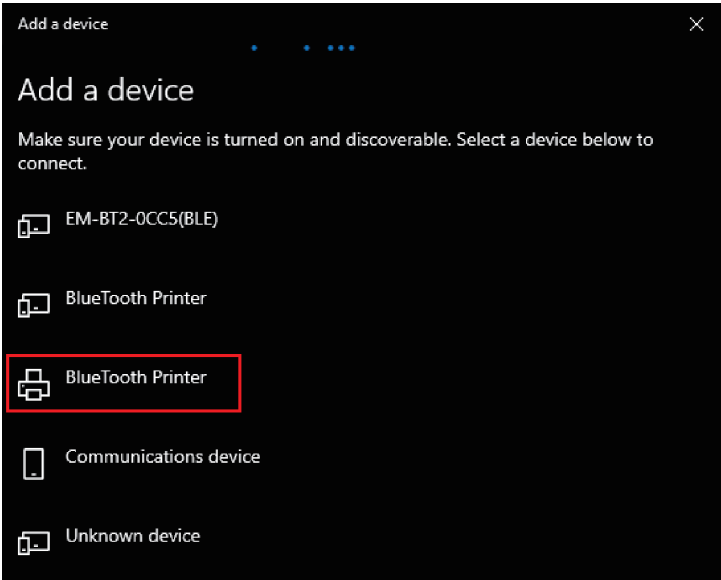 Add a device
Add a device
Make sure your device is turned on and discoverable. Select a device below to
connect.
EM-BT2-0CC5(BLE)
BlueTooth Printer
BlueTooth Printer
Communications device
Unknown device